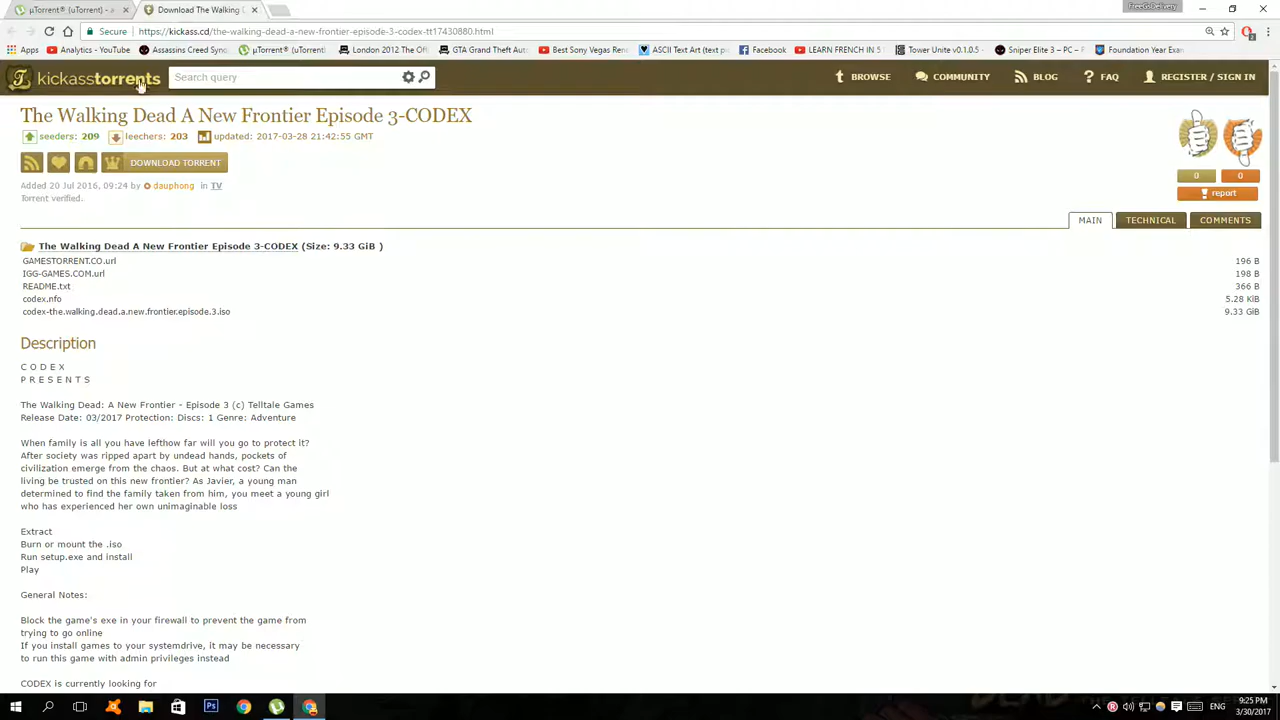 µTorrent® (uTorrent) - a
Download The Walking D
FreeGoDelivery
Secure
https://kickass.cd/the-walking-dead-a-new-frontier-episode-3-codex-tt17430880.html
Apps
Analytics - YouTube
Assassins Creed Synd
µTorrent® (uTorrent)
London 2012 The Offi
GTA Grand Theft Auto
Best Sony Vegas Rend
ASCII Text Art (text pi
Facebook
LEARN FRENCH IN 5
Tower Unite v0.1.0.5 -
Sniper Elite 3 – PC – F
Foundation Year Exam
kickasstorrents
Search query
BROWSE
COMMUNITY
BLOG
FAQ
REGISTER / SIGN IN
The Walking Dead A New Frontier Episode 3-CODEX
seeders: 209 leechers: 203 updated: 2017-03-28 21:42:55 GMT
DOWNLOAD TORRENT
0
0
Added 20 Jul 2016, 09:24 by dauphong in TV
report
Torrent verified.
MAIN
TECHNICAL
COMMENTS
The Walking Dead A New Frontier Episode 3-CODEX (Size: 9.33 GiB )
GAMESTORRENT.CO.url 196 B
IGG-GAMES.COM.url 198 B
README.txt 366 B
codex.nfo 5.28 KiB
codex-the.walking.dead.a.new.frontier.episode.3.iso 9.33 GiB
Description
C O D E X
P R E S E N T S
The Walking Dead: A New Frontier - Episode 3 (c) Telltale Games
Release Date: 03/2017 Protection: Discs: 1 Genre: Adventure
When family is all you have lefthow far will you go to protect it?
After society was ripped apart by undead hands, pockets of
civilization emerge from the chaos. But at what cost? Can the
living be trusted on this new frontier? As Javier, a young man
determined to find the family taken from him, you meet a young girl
who has experienced her own unimaginable loss
Extract
Burn or mount the .iso
Run setup.exe and install
Play
General Notes:
Block the game's exe in your firewall to prevent the game from
trying to go online
If you install games to your systemdrive, it may be necessary
to run this game with admin privileges instead
CODEX is currently looking for
ENG
9:25 PM
3/30/2017